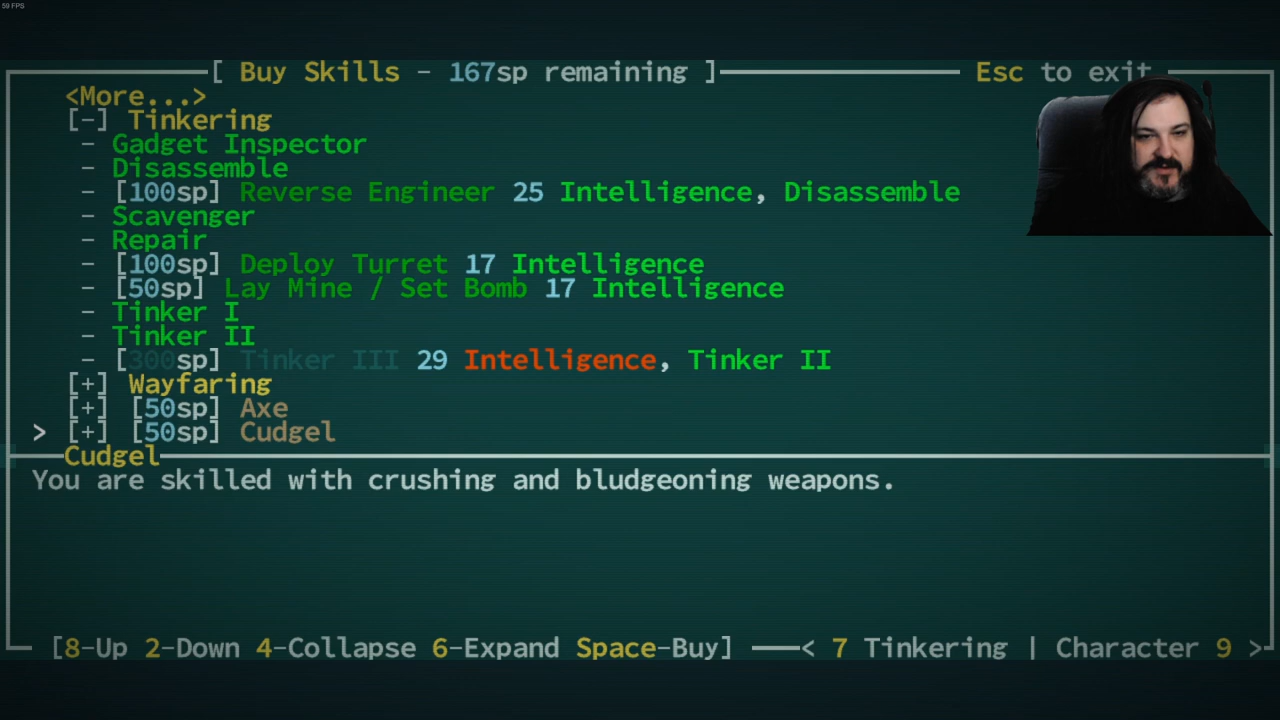 59 FPS
[ Buy Skills - 167sp remaining ] Esc to exit
<More...>
[-] Tinkering
- Gadget Inspector
- Disassemble
- [100sp] Reverse Engineer 25 Intelligence, Disassemble
- Scavenger
- Repair
- [100sp] Deploy Turret 17 Intelligence
- [50sp] Lay Mine / Set Bomb 17 Intelligence
- Tinker I
- Tinker II
- [300sp] Tinker III 29 Intelligence, Tinker II
[+] Wayfaring
[+] [50sp] Axe
> [+] [50sp] Cudgel
Cudgel
You are skilled with crushing and bludgeoning weapons.
[8-Up 2-Down 4-Collapse 6-Expand Space-Buy] < 7 Tinkering | Character 9 >